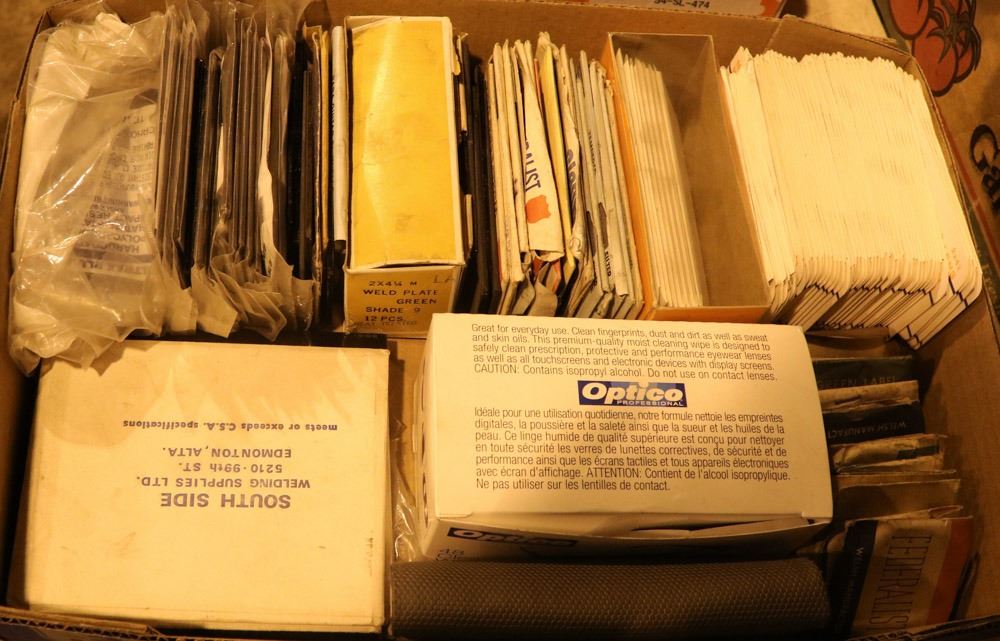 54-SL-474
2X4¼ M
WELD PLATE
GREEN
SHADE 9
12 PCS.
Great for everyday use. Clean fingerprints, dust and dirt as well as sweat
and skin oils. This premium-quality moist cleaning wipe is designed to
safely clean prescription, protective and performance eyewear lenses
as well as all touchscreens and electronic devices with display screens.
CAUTION: Contains isopropyl alcohol. Do not use on contact lenses.
Optico
PROFESSIONAL
Idéale pour une utilisation quotidienne, notre formule nettoie les empreintes
digitales, la poussière et la saleté ainsi que la sueur et les huiles de la
peau. Ce linge humide de qualité supérieure est conçu pour nettoyer
en toute sécurité les verres de lunettes correctives, de sécurité et de
performance ainsi que les écrans tactiles et tous appareils électroniques
avec écran d'affichage. ATTENTION: Contient de l'alcool isopropylique.
Ne pas utiliser sur les lentilles de contact.
Optico
48
SOUTH SIDE
WELDING SUPPLIES LTD.
5210 - 99th ST.
EDMONTON, ALTA.
meets or exceeds C.S.A. specifications
WELSH MANUFACT
FEDERALIST